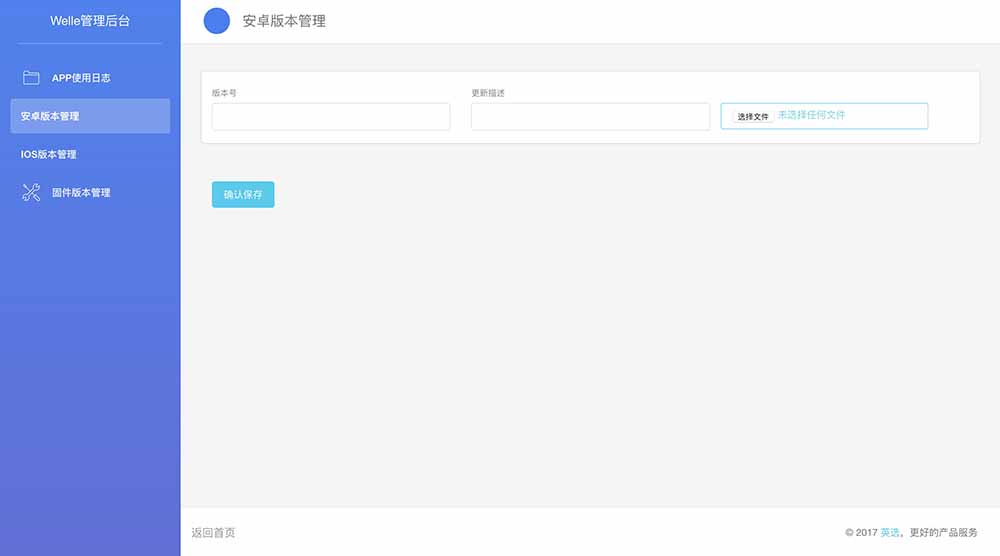 Welle管理后台
APP使用日志
安卓版本管理
IOS版本管理
固件版本管理
安卓版本管理
版本号
更新描述
选择文件 未选择任何文件
确认保存
返回首页
© 2017 英选，更好的产品服务